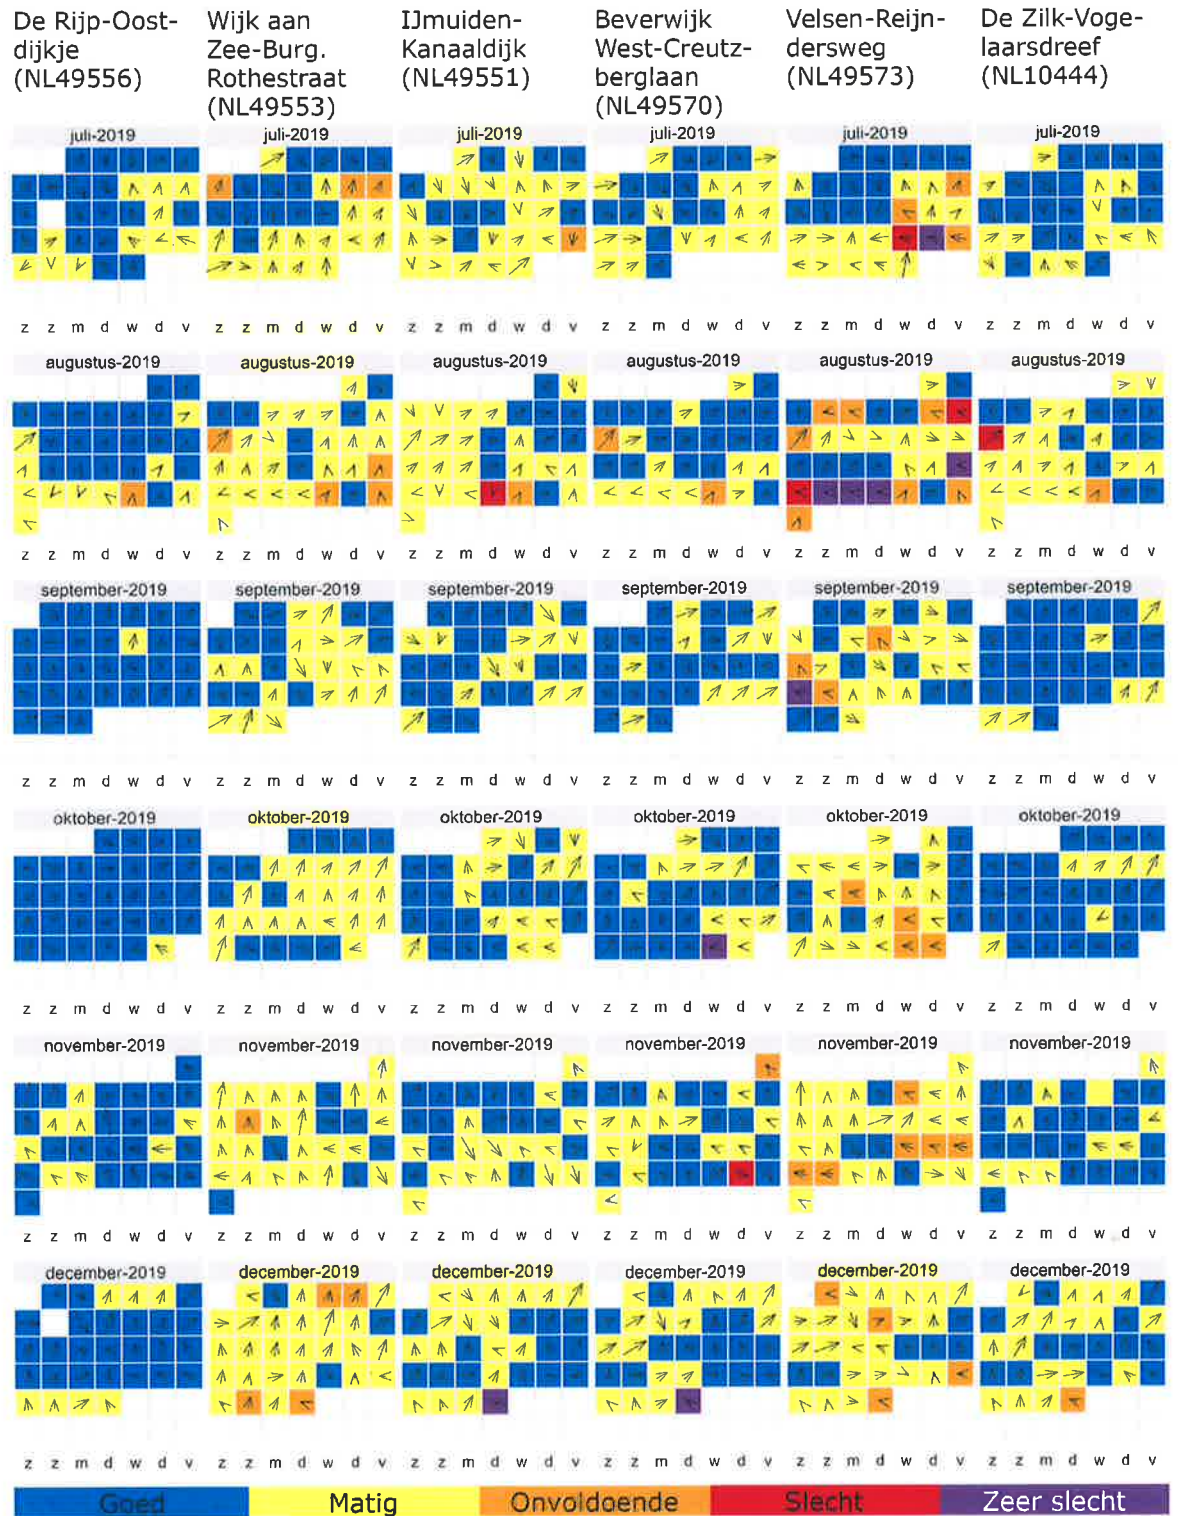 De Rijp-Oost-
dijkje
(NL49556)
Wijk aan
Zee-Burg.
Rothestraat
(NL49553)
IJmuiden-
Kanaaldijk
(NL49551)
Beverwijk
West-Creutz-
berglaan
(NL49570)
Velsen-Reijn-
dersweg
(NL49573)
De Zilk-Voge-
laarsdreef
(NL10444)
juli-2019 juli-2019 juli-2019 juli-2019 juli-2019 juli-2019
z z m d w d v z z m d w d v z z m d w d v z z m d w d v z z m d w d v z z m d w d v
augustus-2019 augustus-2019 augustus-2019 augustus-2019 augustus-2019 augustus-2019
z z m d w d v z z m d w d v z z m d w d v z z m d w d v z z m d w d v z z m d w d v
september-2019 september-2019 september-2019 september-2019 september-2019 september-2019
z z m d w d v z z m d w d v z z m d w d v z z m d w d v z z m d w d v z z m d w d v
oktober-2019 oktober-2019 oktober-2019 oktober-2019 oktober-2019 oktober-2019
z z m d w d v z z m d w d v z z m d w d v z z m d w d v z z m d w d v z z m d w d v
november-2019 november-2019 november-2019 november-2019 november-2019 november-2019
z z m d w d v z z m d w d v z z m d w d v z z m d w d v z z m d w d v z z m d w d v
december-2019 december-2019 december-2019 december-2019 december-2019 december-2019
z z m d w d v z z m d w d v z z m d w d v z z m d w d v z z m d w d v z z m d w d v
Goed Matig Onvoldoende Slecht Zeer slecht